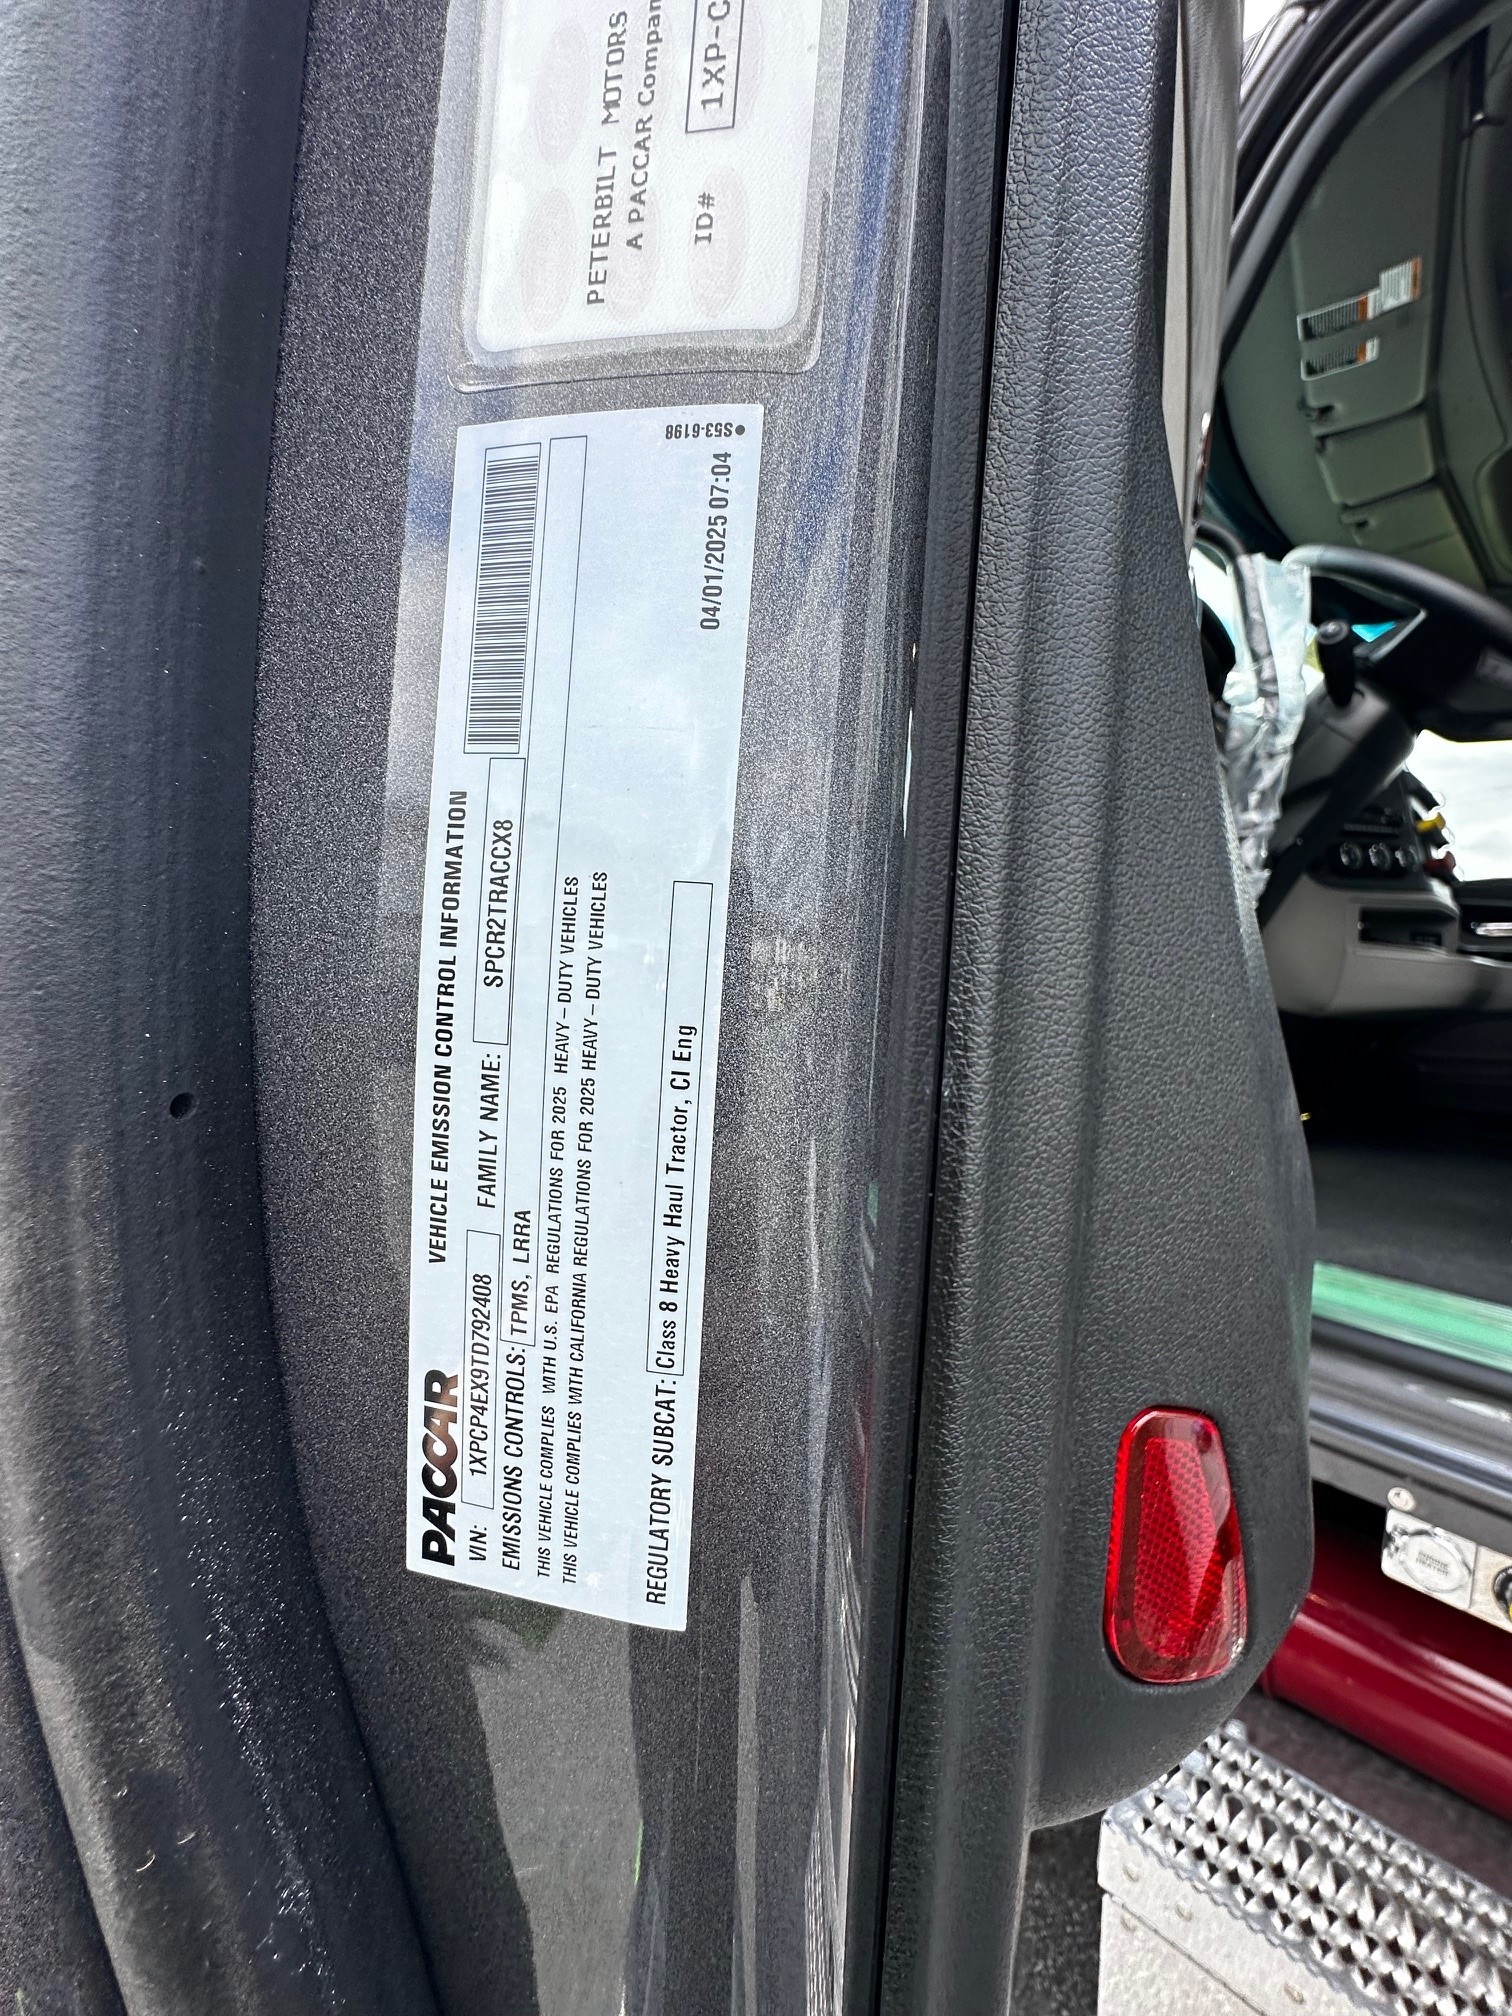 PETERBILT MOTORS
A PACCAR Compan
ID# 1XP-C
S53-6198
PACCAR VEHICLE EMISSION CONTROL INFORMATION
VIN: 1XPCP4EX9TD792408 FAMILY NAME: SPCR2TRACCX8
EMISSIONS CONTROLS: TPMS, LRRA
THIS VEHICLE COMPLIES WITH U.S. EPA REGULATIONS FOR 2025 HEAVY – DUTY VEHICLES
THIS VEHICLE COMPLIES WITH CALIFORNIA REGULATIONS FOR 2025 HEAVY – DUTY VEHICLES
REGULATORY SUBCAT: Class 8 Heavy Haul Tractor, CI Eng
04/01/2025 07:04